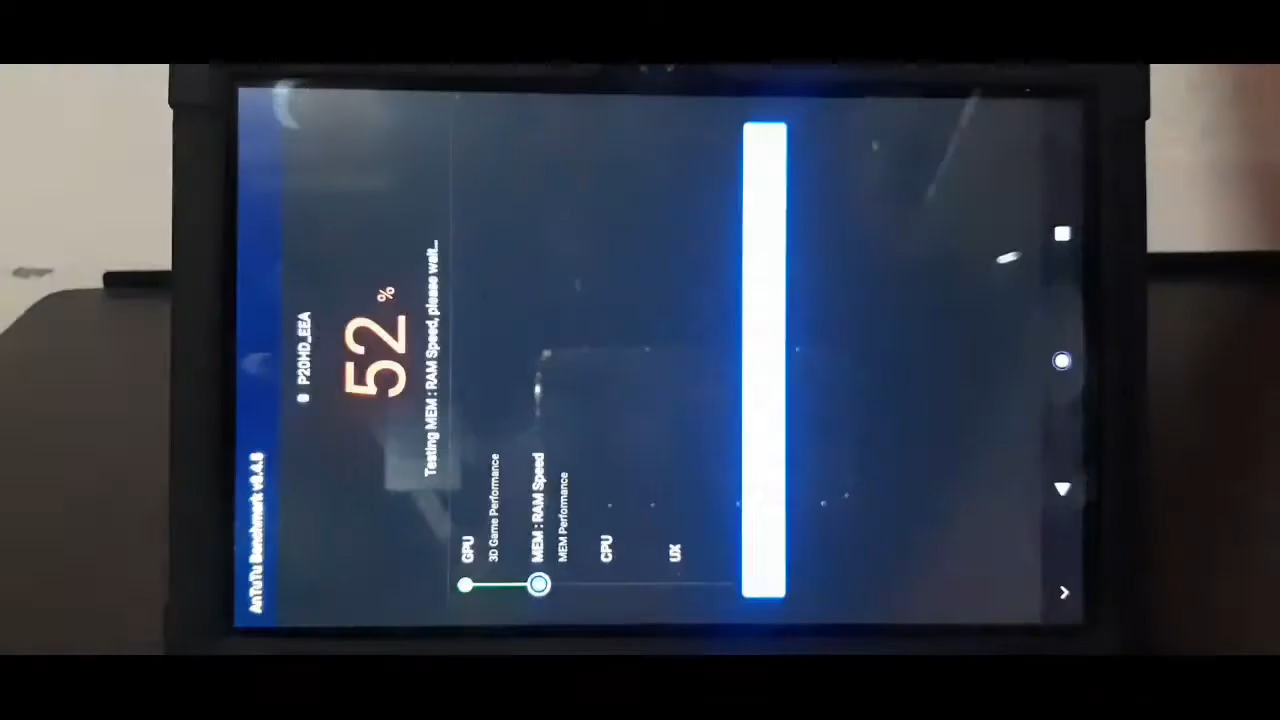 AnTuTu Benchmark v8.4.5
P20HD_EEA
52 %
Testing MEM : RAM Speed, please wait...
GPU
3D Game Performance
MEM : RAM Speed
MEM Performance
CPU
UX